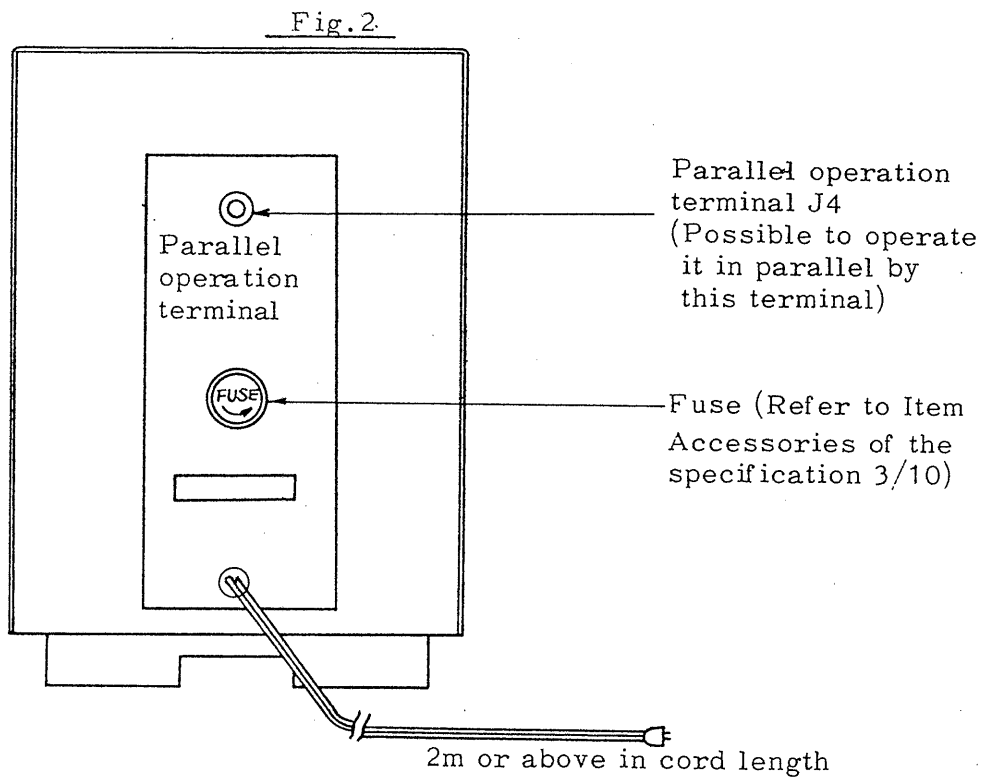 Fig.2
Parallel operation
terminal J4
(Possible to operate
it in parallel by
this terminal)
Parallel
operation
terminal
FUSE
Fuse (Refer to Item
Accessories of the
specification 3/10)
2m or above in cord length